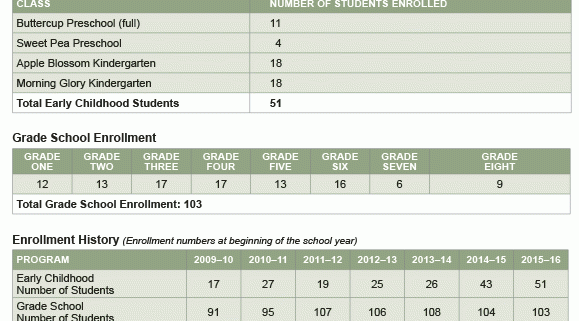 CLASS NUMBER OF STUDENTS ENROLLED
Buttercup Preschool (full) 11
Sweet Pea Preschool 4
Apple Blossom Kindergarten 18
Morning Glory Kindergarten 18
Total Early Childhood Students 51
Grade School Enrollment
GRADE ONE GRADE TWO GRADE THREE GRADE FOUR GRADE FIVE GRADE SIX GRADE SEVEN GRADE EIGHT
12 13 17 17 13 16 6 9
Total Grade School Enrollment: 103
Enrollment History (Enrollment numbers at beginning of the school year)
PROGRAM 2009–10 2010–11 2011–12 2012–13 2013–14 2014–15 2015–16
Early Childhood
Number of Students 17 27 19 25 26 43 51
Grade School
Number of Students 91 95 107 106 108 104 103